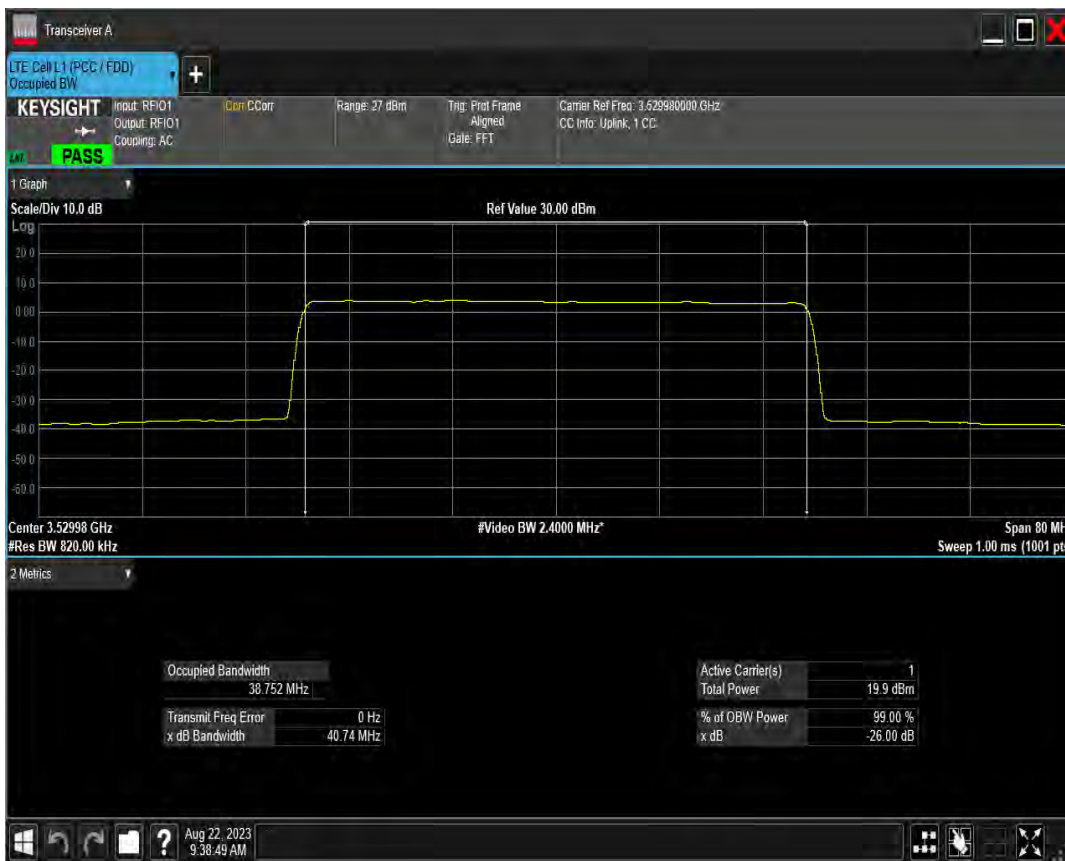 Transceiver A
LTE Cell L1 (PCC / FDD)
Occupied BW
+
KEYSIGHT
PASS
Input: RFIO1
Output: RFIO1
Coupling: AC
Corr CCorr
Range: 27 dBm
Trig: Prot Frame
Aligned
Gate: FFT
Carrier Ref Freq: 3.529980000 GHz
CC Info: Uplink, 1 CC
1 Graph
Scale/Div 10.0 dB
Ref Value 30.00 dBm
Log
20.0
10.0
0.00
-10.0
-20.0
-30.0
-40.0
-50.0
-60.0
Center 3.52998 GHz
#Video BW 2.4000 MHz*
Span 80 MH
#Res BW 820.00 kHz
Sweep 1.00 ms (1001 pt
2 Metrics
Occupied Bandwidth
38.752 MHz
Transmit Freq Error 0 Hz
x dB Bandwidth 40.74 MHz
Active Carrier(s) 1
Total Power 19.9 dBm
% of OBW Power 99.00 %
x dB -26.00 dB
?
Aug 22, 2023
9:38:49 AM